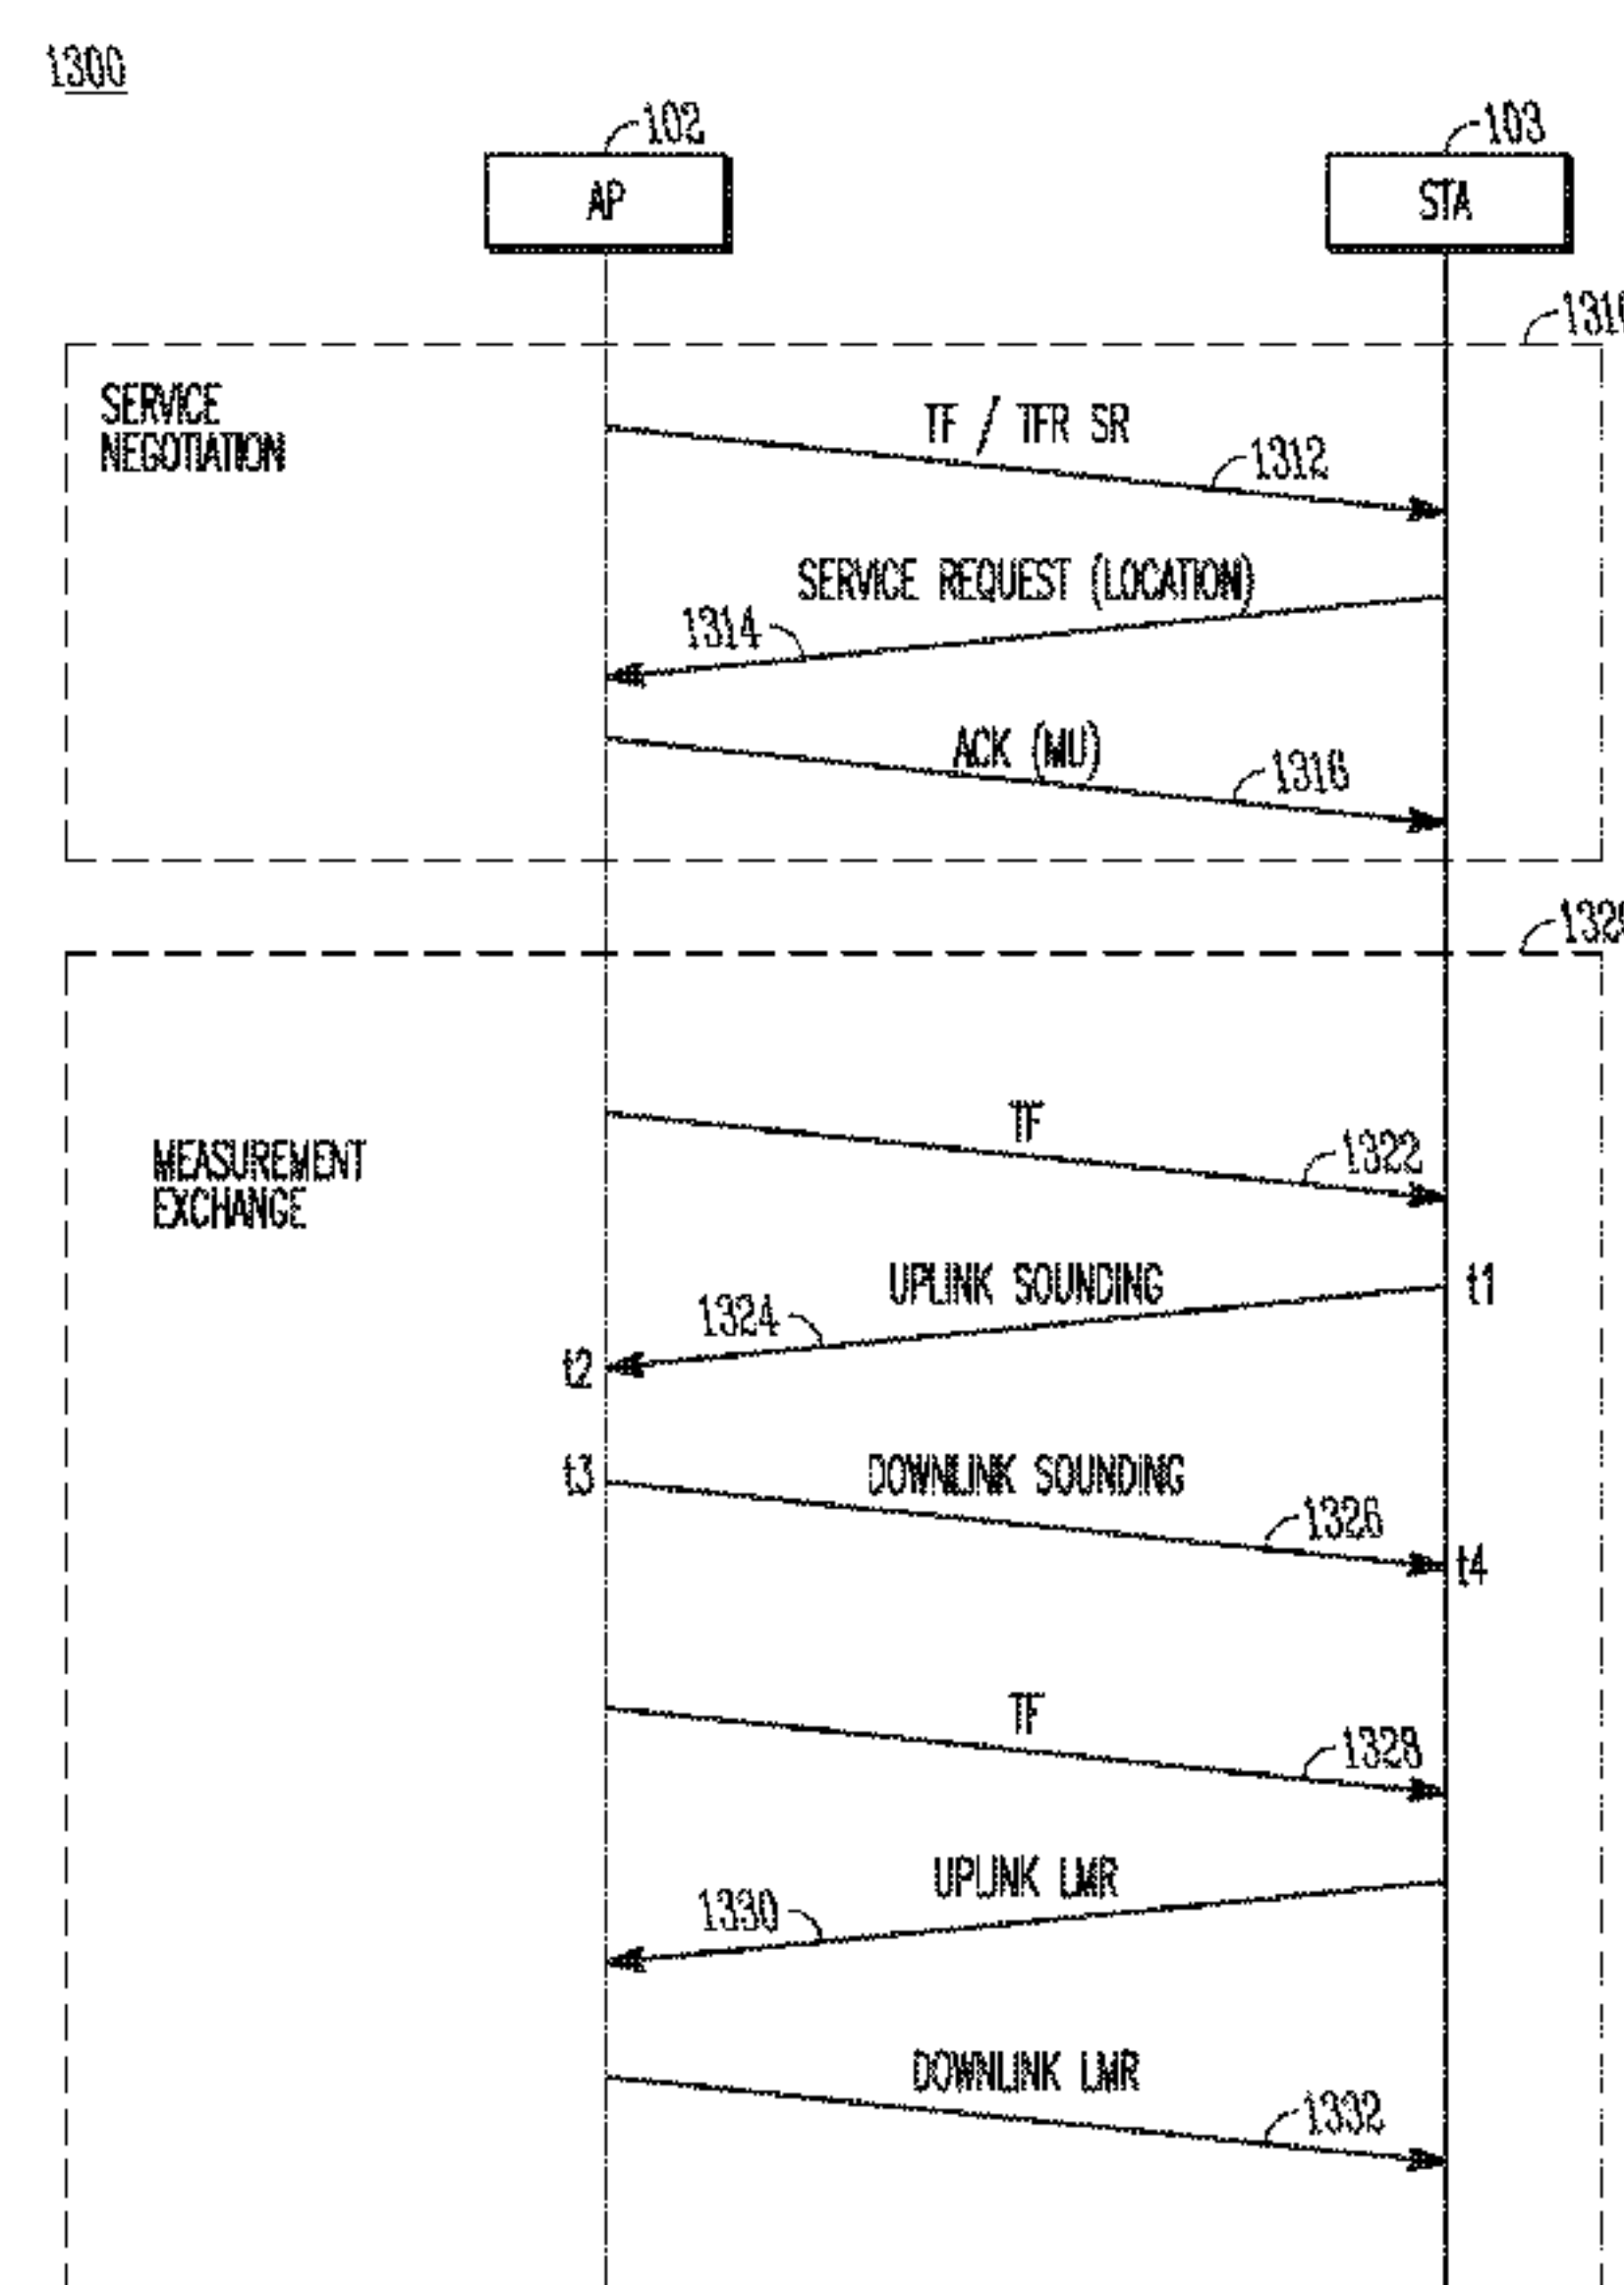 1300
102
103
AP
STA
SERVICE
NEGOTIATION
TF / TFR SR
1312
SERVICE REQUEST (LOCATION)
1314
ACK (MU)
1316
MEASUREMENT
EXCHANGE
TF
1322
UPLINK SOUNDING
t1
1324
t2
t3
DOWNLINK SOUNDING
1326
t4
TF
1328
UPLINK LMR
1330
DOWNLINK LMR
1332